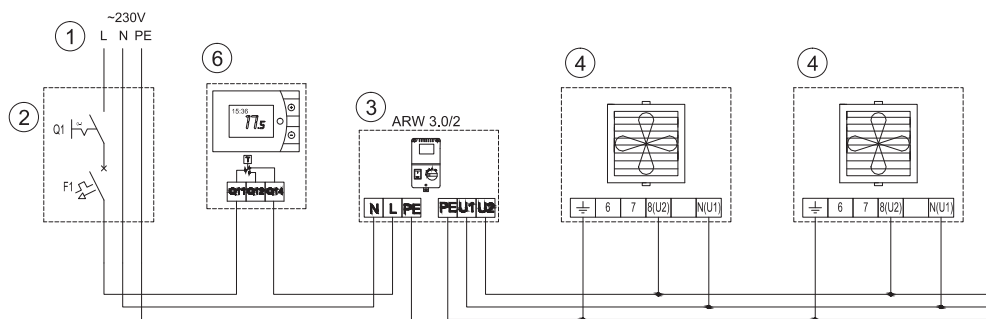 ~230V
1 L N PE
2
Q1
F1
6
15:36
17.5
T
Q11 Q12 Q14
3
ARW 3.0/2
N L PE PE U1 U2
4
6 7 8(U2) N(U1)
4
6 7 8(U2) N(U1)